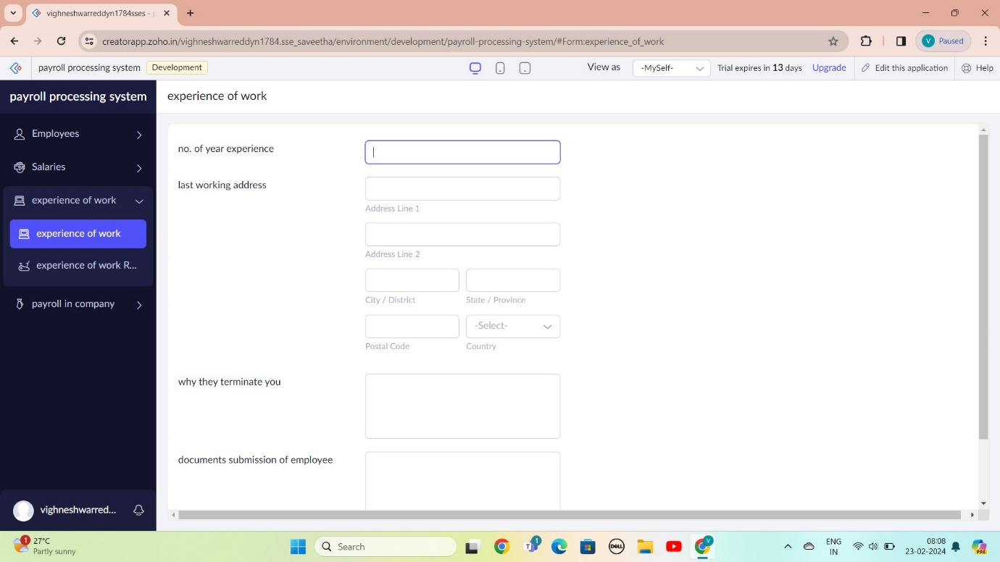 vighneshwarreddyn1784sses -
creatorapp.zoho.in/vighneshwarreddyn1784.sse_saveetha/environment/development/payroll-processing-system/#Form:experience_of_work
V Paused
payroll processing system Development
View as -MySelf- Trial expires in 13 days Upgrade Edit this application Help
payroll processing system
experience of work
Employees
Salaries
experience of work
experience of work
experience of work R...
payroll in company
vighneshwarred...
no. of year experience
last working address
Address Line 1
Address Line 2
City / District State / Province
-Select-
Postal Code Country
why they terminate you
documents submission of employee
1 27°C
Partly sunny
Search
1
DELL
V
ENG
IN
08:08
23-02-2024
PRE